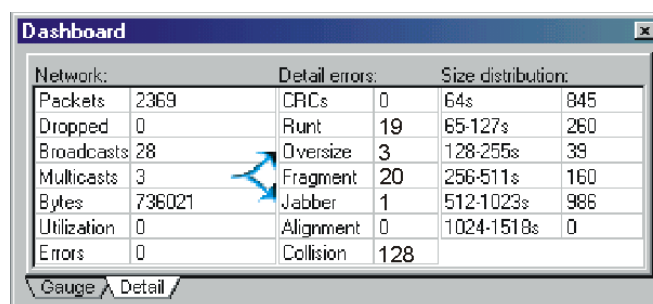 Dashboard
Network: Detail errors: Size distribution:
Packets 2369 CRCs 0 64s 845
Dropped 0 Runt 19 65-127s 260
Broadcasts 28 Oversize 3 128-255s 39
Multicasts 3 Fragment 20 256-511s 160
Bytes 736021 Jabber 1 512-1023s 986
Utilization 0 Alignment 0 1024-1518s 0
Errors 0 Collision 128
Gauge Detail